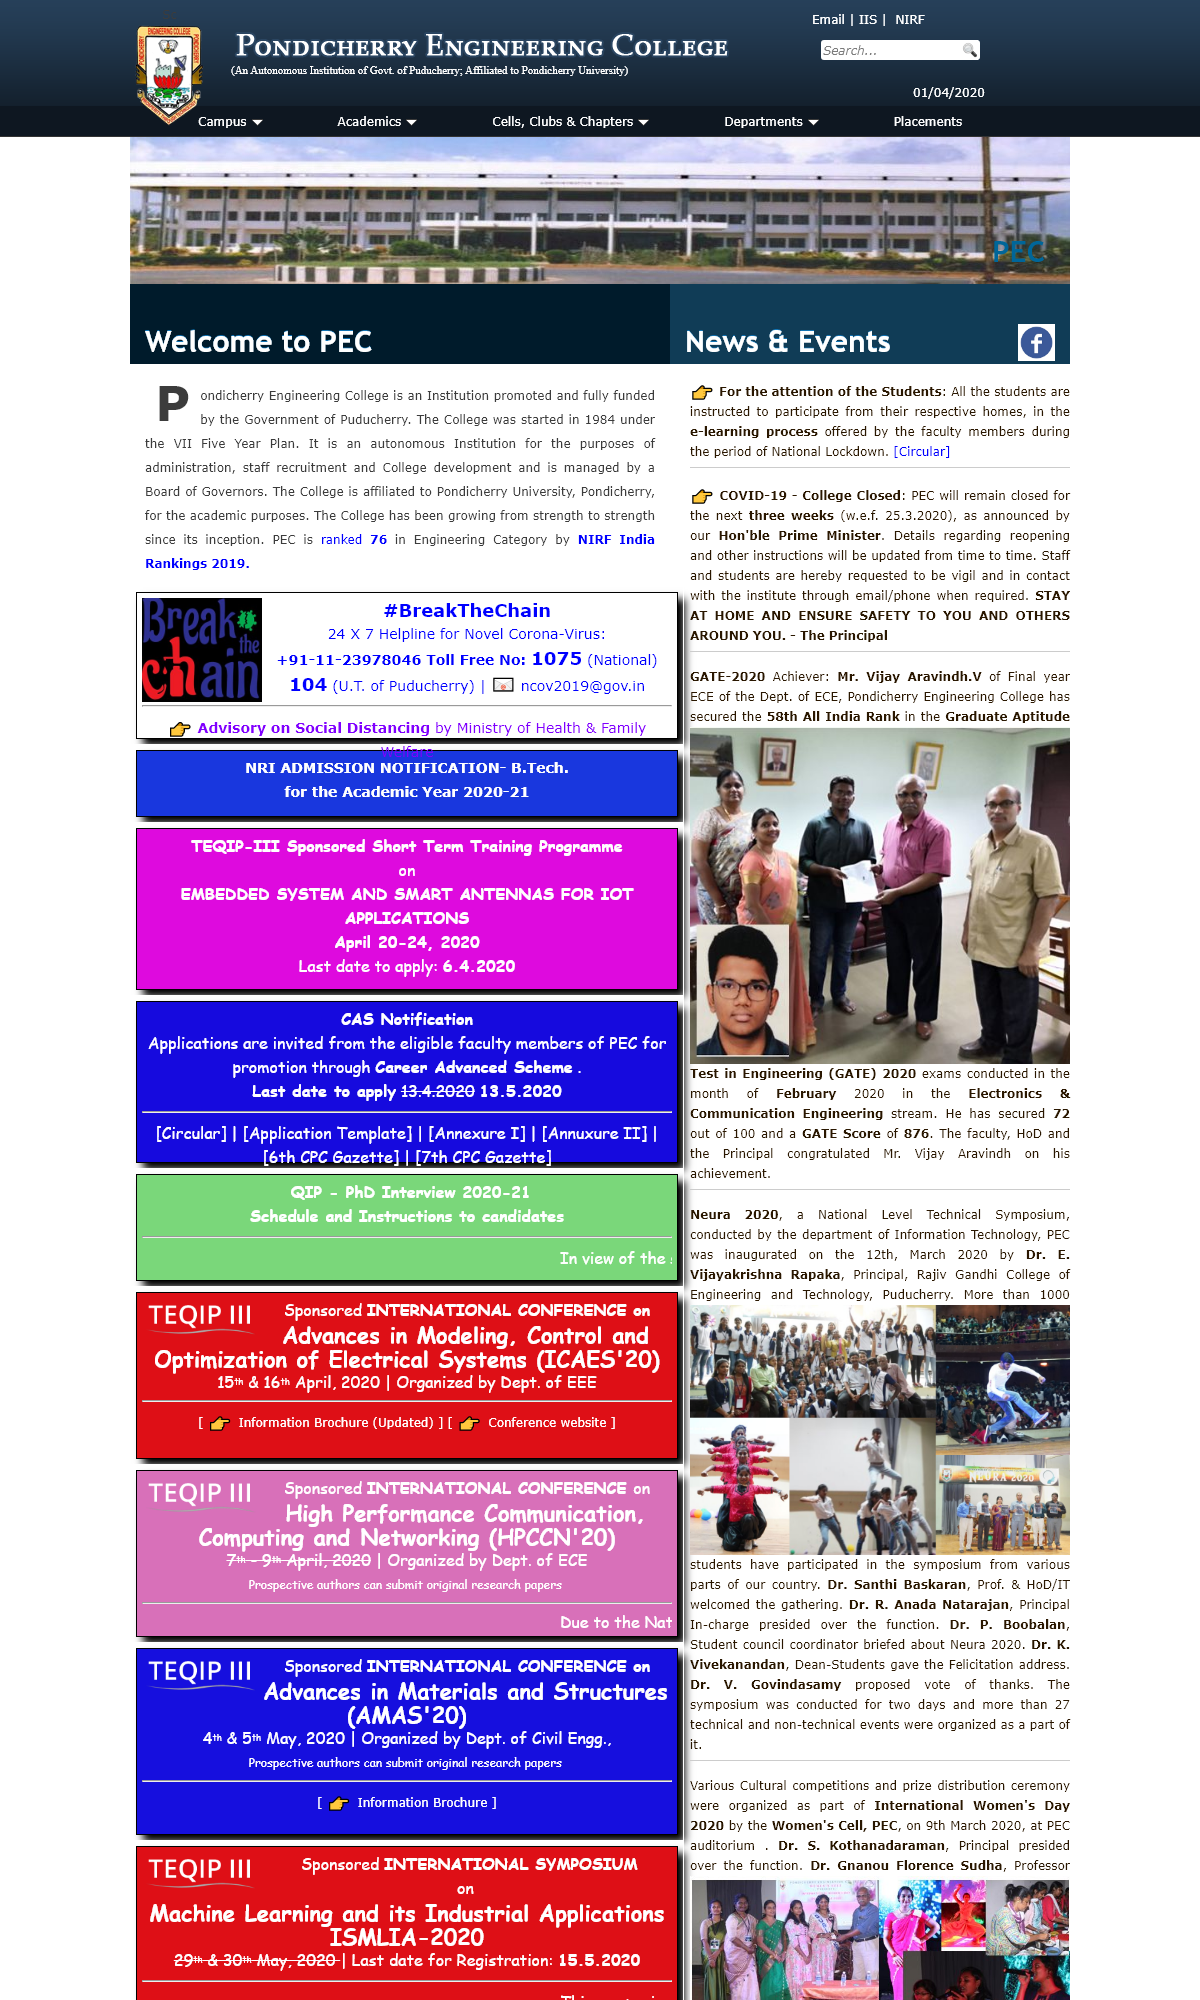 Email | IIS | NIRF
PONDICHERRY ENGINEERING COLLEGE
(An Autonomous Institution of Govt. of Puducherry; Affiliated to Pondicherry University)
Search...
01/04/2020
Campus
Academics
Cells, Clubs & Chapters
Departments
Placements
PEC
Welcome to PEC
Pondicherry Engineering College is an Institution promoted and fully funded
by the Government of Puducherry. The College was started in 1984 under
the VII Five Year Plan. It is an autonomous Institution for the purposes of
administration, staff recruitment and College development and is managed by a
Board of Governors. The College is affiliated to Pondicherry University, Pondicherry,
for the academic purposes. The College has been growing from strength to strength
since its inception. PEC is ranked 76 in Engineering Category by NIRF India
Rankings 2019.
Break
the
chain
#BreakTheChain
24 X 7 Helpline for Novel Corona-Virus:
+91-11-23978046 Toll Free No: 1075 (National)
104 (U.T. of Puducherry) | ncov2019@gov.in
Advisory on Social Distancing by Ministry of Health & Family
NRI ADMISSION NOTIFICATION- B.Tech.
for the Academic Year 2020-21
TEQIP-III Sponsored Short Term Training Programme
on
EMBEDDED SYSTEM AND SMART ANTENNAS FOR IOT
APPLICATIONS
April 20-24, 2020
Last date to apply: 6.4.2020
CAS Notification
Applications are invited from the eligible faculty members of PEC for
promotion through Career Advanced Scheme .
Last date to apply 13.4.2020 13.5.2020
[Circular] | [Application Template] | [Annexure I] | [Annuxure II] |
[6th CPC Gazette] | [7th CPC Gazette]
QIP - PhD Interview 2020-21
Schedule and Instructions to candidates
In view of the
TEQIP III
Sponsored INTERNATIONAL CONFERENCE on
Advances in Modeling, Control and
Optimization of Electrical Systems (ICAES'20)
15th & 16th April, 2020 | Organized by Dept. of EEE
[ Information Brochure (Updated) ] [ Conference website ]
TEQIP III
Sponsored INTERNATIONAL CONFERENCE on
High Performance Communication,
Computing and Networking (HPCCN'20)
7th - 9th April, 2020 | Organized by Dept. of ECE
Prospective authors can submit original research papers
Due to the Nat
TEQIP III
Sponsored INTERNATIONAL CONFERENCE on
Advances in Materials and Structures
(AMAS'20)
4th & 5th May, 2020 | Organized by Dept. of Civil Engg.,
Prospective authors can submit original research papers
[ Information Brochure ]
TEQIP III
Sponsored INTERNATIONAL SYMPOSIUM
on
Machine Learning and its Industrial Applications
ISMLIA-2020
29th & 30th May, 2020 | Last date for Registration: 15.5.2020
News & Events
For the attention of the Students: All the students are
instructed to participate from their respective homes, in the
e-learning process offered by the faculty members during
the period of National Lockdown. [Circular]
COVID-19 - College Closed: PEC will remain closed for
the next three weeks (w.e.f. 25.3.2020), as announced by
our Hon'ble Prime Minister. Details regarding reopening
and other instructions will be updated from time to time. Staff
and students are hereby requested to be vigil and in contact
with the institute through email/phone when required. STAY
AT HOME AND ENSURE SAFETY TO YOU AND OTHERS
AROUND YOU. - The Principal
GATE-2020 Achiever: Mr. Vijay Aravindh.V of Final year
ECE of the Dept. of ECE, Pondicherry Engineering College has
secured the 58th All India Rank in the Graduate Aptitude
Test in Engineering (GATE) 2020 exams conducted in the
month of February 2020 in the Electronics &
Communication Engineering stream. He has secured 72
out of 100 and a GATE Score of 876. The faculty, HoD and
the Principal congratulated Mr. Vijay Aravindh on his
achievement.
Neura 2020, a National Level Technical Symposium,
conducted by the department of Information Technology, PEC
was inaugurated on the 12th, March 2020 by Dr. E.
Vijayakrishna Rapaka, Principal, Rajiv Gandhi College of
Engineering and Technology, Puducherry. More than 1000
NEURA 2020
students have participated in the symposium from various
parts of our country. Dr. Santhi Baskaran, Prof. & HoD/IT
welcomed the gathering. Dr. R. Anada Natarajan, Principal
In-charge presided over the function. Dr. P. Boobalan,
Student council coordinator briefed about Neura 2020. Dr. K.
Vivekanandan, Dean-Students gave the Felicitation address.
Dr. V. Govindasamy proposed vote of thanks. The
symposium was conducted for two days and more than 27
technical and non-technical events were organized as a part of
it.
Various Cultural competitions and prize distribution ceremony
were organized as part of International Women's Day
2020 by the Women's Cell, PEC, on 9th March 2020, at PEC
auditorium . Dr. S. Kothanadaraman, Principal presided
over the function. Dr. Gnanou Florence Sudha, Professor